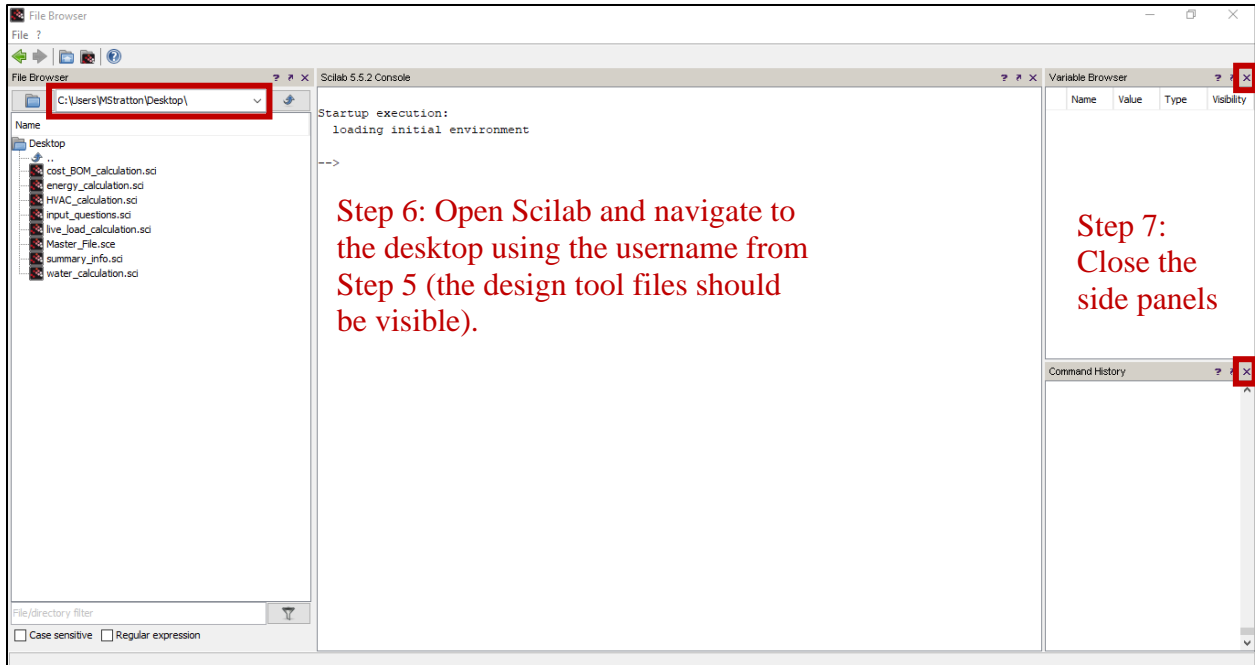 File Browser
File ?
File Browser ? x
C:\Users\MStratton\Desktop\
Name
Desktop
..
cost_BOM_calculation.sci
energy_calculation.sci
HVAC_calculation.sci
input_questions.sci
live_load_calculation.sci
Master_File.sce
summary_info.sci
water_calculation.sci
File/directory filter
Case sensitive Regular expression
Scilab 5.5.2 Console ? x
Startup execution:
loading initial environment
-->
Step 6: Open Scilab and navigate to
the desktop using the username from
Step 5 (the design tool files should
be visible).
Variable Browser ? x
Name Value Type Visibility
Step 7:
Close the
side panels
Command History ? x